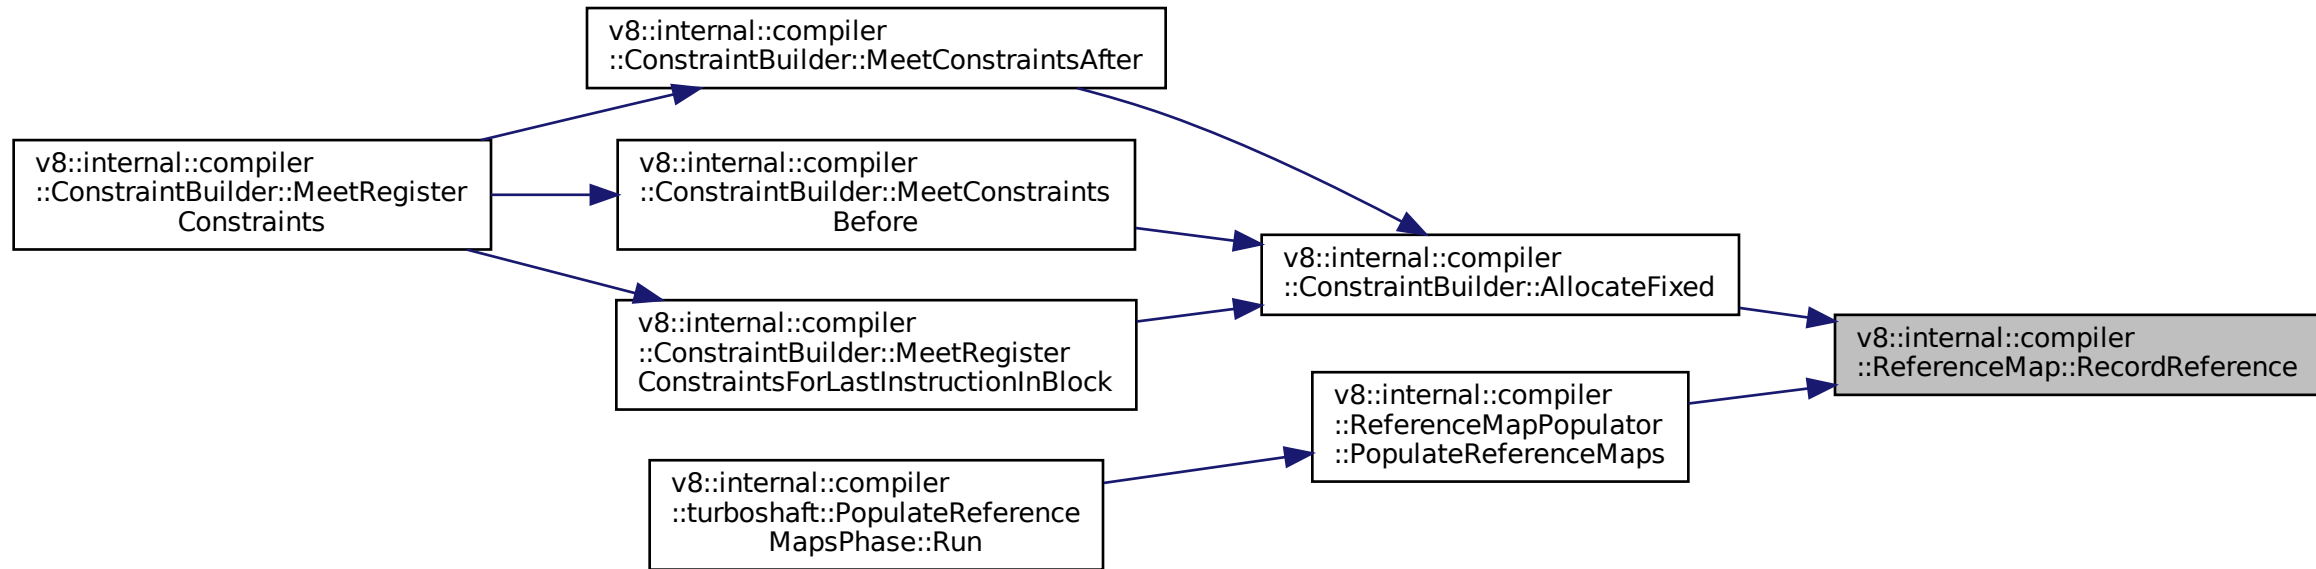 v8::internal::compiler
::ConstraintBuilder::MeetConstraintsAfter
v8::internal::compiler
::ConstraintBuilder::MeetRegister
Constraints
v8::internal::compiler
::ConstraintBuilder::MeetConstraints
Before
v8::internal::compiler
::ConstraintBuilder::AllocateFixed
v8::internal::compiler
::ConstraintBuilder::MeetRegister
ConstraintsForLastInstructionInBlock
v8::internal::compiler
::ReferenceMap::RecordReference
v8::internal::compiler
::ReferenceMapPopulator
::PopulateReferenceMaps
v8::internal::compiler
::turboshaft::PopulateReference
MapsPhase::Run